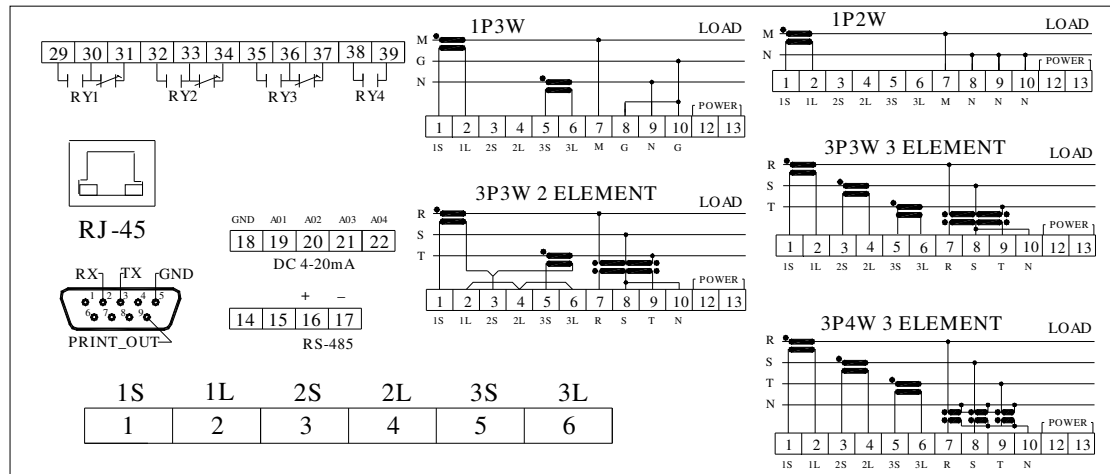 29 30 31 32 33 34 35 36 37 38 39
RY1 RY2 RY3 RY4
RJ-45
RX TX GND
1 2 3 4 5
6 7 8 9
PRINT_OUT
GND A01 A02 A03 A04
18 19 20 21 22
DC 4-20mA
+ −
14 15 16 17
RS-485
1S 1L 2S 2L 3S 3L
1 2 3 4 5 6
1P3W
LOAD
M
G
N
POWER
1 2 3 4 5 6 7 8 9 10 12 13
1S 1L 2S 2L 3S 3L M G N G
3P3W 2 ELEMENT
LOAD
R
S
T
POWER
1 2 3 4 5 6 7 8 9 10 12 13
1S 1L 2S 2L 3S 3L R S T N
1P2W
LOAD
M
N
POWER
1 2 3 4 5 6 7 8 9 10 12 13
1S 1L 2S 2L 3S 3L M N N N
3P3W 3 ELEMENT
LOAD
R
S
T
POWER
1 2 3 4 5 6 7 8 9 10 12 13
1S 1L 2S 2L 3S 3L R S T N
3P4W 3 ELEMENT
LOAD
R
S
T
N
POWER
1 2 3 4 5 6 7 8 9 10 12 13
1S 1L 2S 2L 3S 3L R S T N